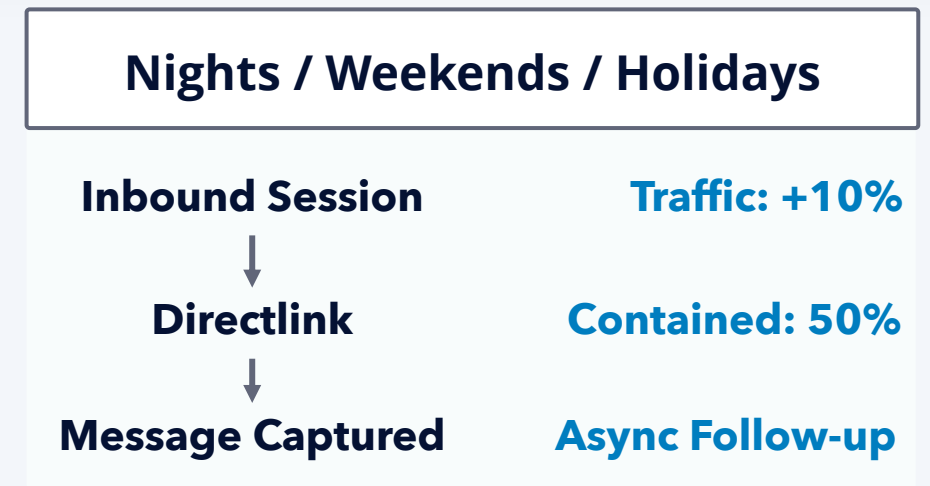 Nights / Weekends / Holidays
Inbound Session
Traffic: +10%
Directlink
Contained: 50%
Message Captured
Async Follow-up